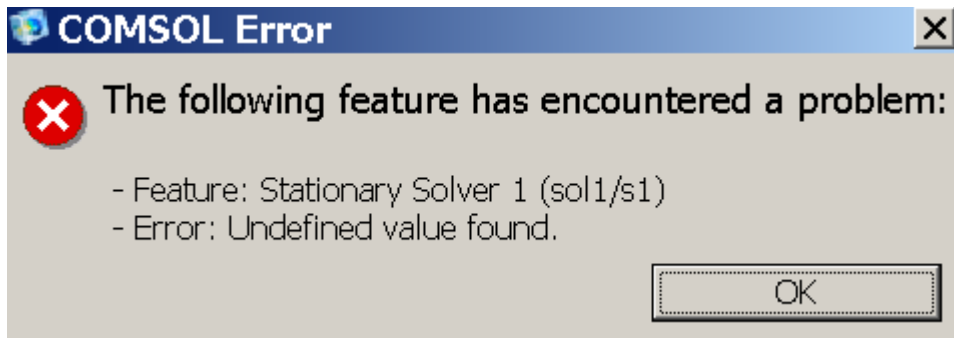 COMSOL Error
The following feature has encountered a problem:
- Feature: Stationary Solver 1 (sol1/s1)
- Error: Undefined value found.
OK